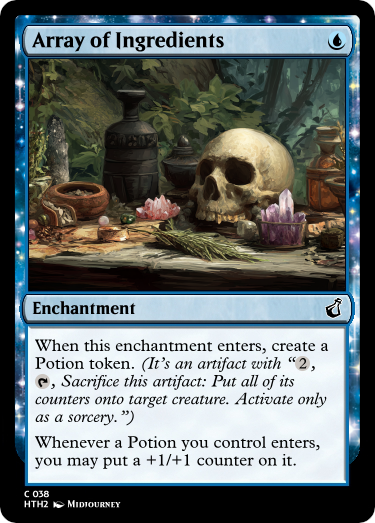 Array of Ingredients
Enchantment
When this enchantment enters, create a
Potion token. (It's an artifact with “2,
T, Sacrifice this artifact: Put all of its
counters onto target creature. Activate only
as a sorcery.”)
Whenever a Potion you control enters,
you may put a +1/+1 counter on it.
C 038
HTH2 Midjourney